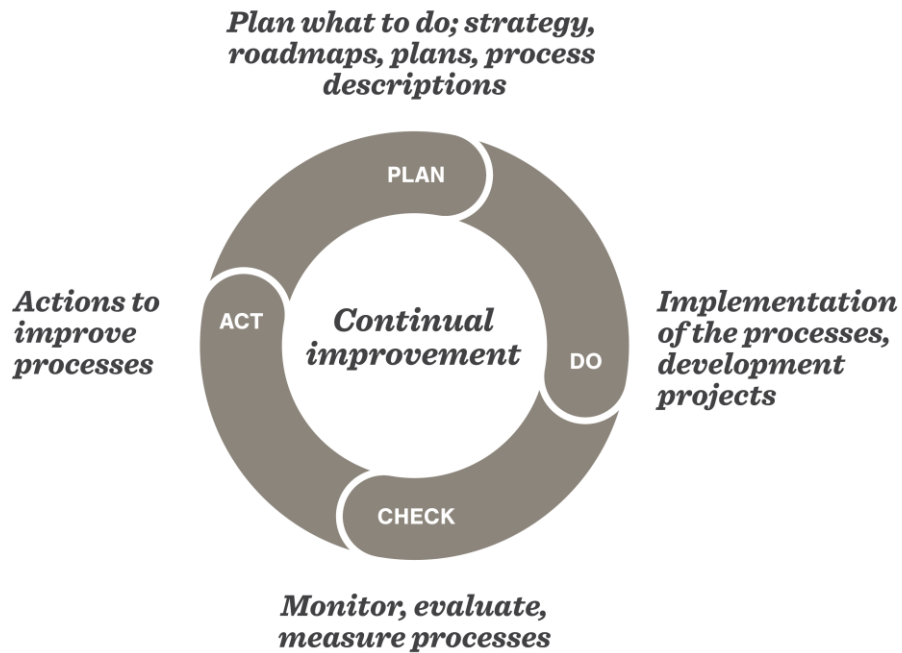 Plan what to do; strategy,
roadmaps, plans, process
descriptions
PLAN
Actions to
improve
processes
ACT
Continual
improvement
DO
Implementation
of the processes,
development
projects
CHECK
Monitor, evaluate,
measure processes